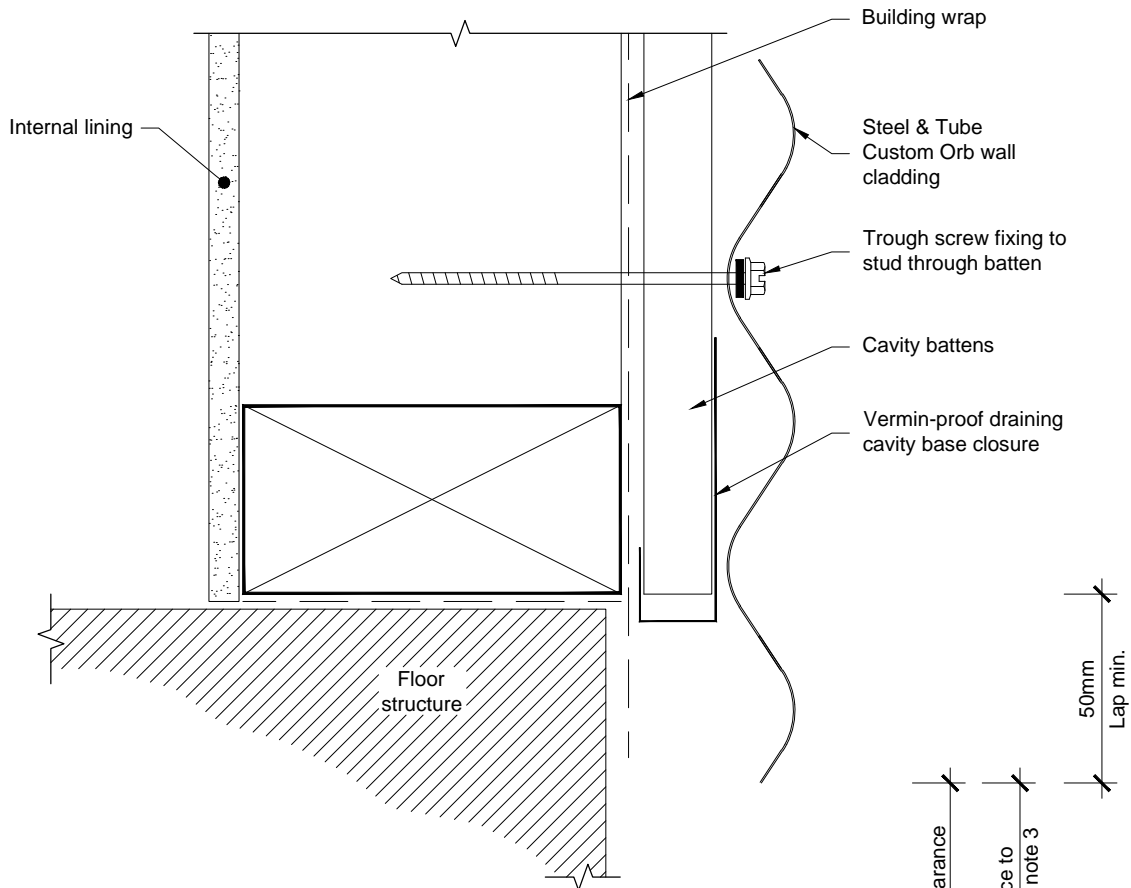 Building wrap
Internal lining
Steel & Tube
Custom Orb wall
cladding
Trough screw fixing to
stud through batten
Cavity battens
Vermin-proof draining
cavity base closure
Floor
structure
50mm
Lap min.
to
note 3